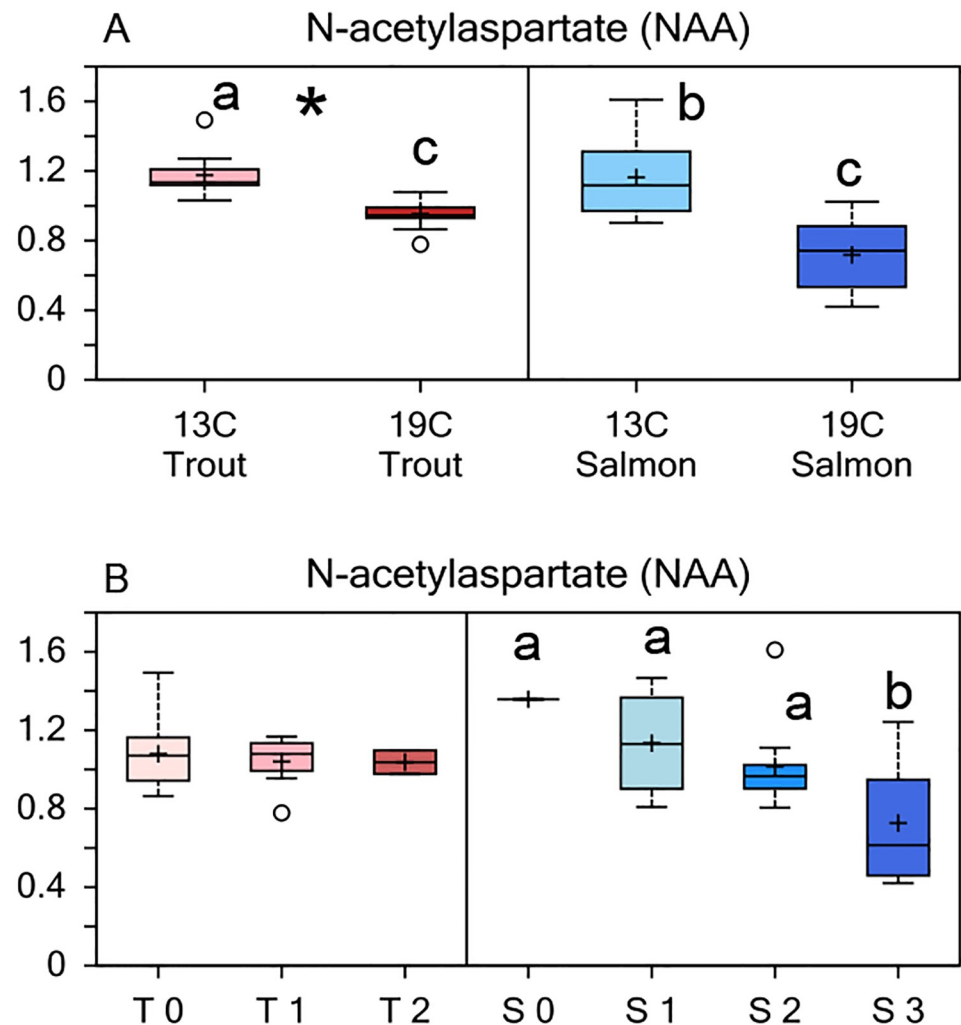 A
N-acetylaspartate (NAA)
1.6
1.2
0.8
0.4
0
a
*
c
b
c
13C
Trout
19C
Trout
13C
Salmon
19C
Salmon
B
N-acetylaspartate (NAA)
1.6
1.2
0.8
0.4
0
a
a
a
b
T 0
T 1
T 2
S 0
S 1
S 2
S 3